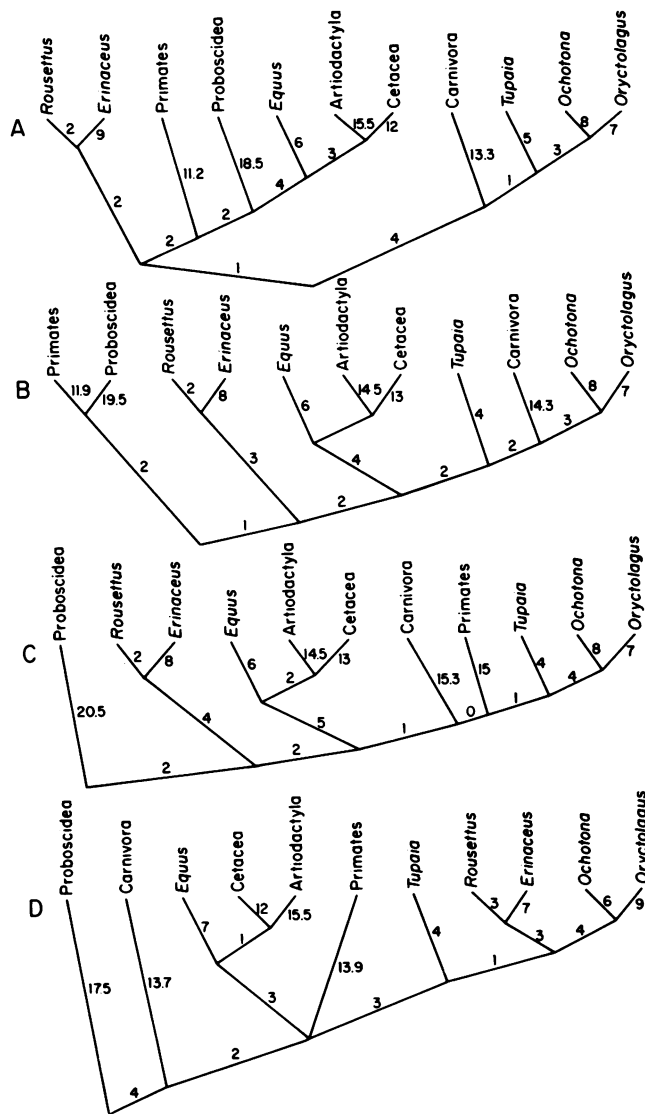 A
Rousettus
Erinaceus
Primates
Proboscidea
Equus
Artiodactyla
Cetacea
Carnivora
Tupaia
Ochotona
Oryctolagus
2 9 11.2 18.5 6 15.5 12 13.3 5 8 7
2 2 2 4 3 1 4 1 3
B
Primates
Proboscidea
Rousettus
Erinaceus
Equus
Artiodactyla
Cetacea
Tupaia
Carnivora
Ochotona
Oryctolagus
11.9 19.5 2 8 6 14.5 13 4 14.3 8 7
2 1 3 2 4 2 2 3
C
Proboscidea
Rousettus
Erinaceus
Equus
Artiodactyla
Cetacea
Carnivora
Primates
Tupaia
Ochotona
Oryctolagus
20.5 2 8 6 14.5 13 15.3 15 4 8 7
2 4 2 2 5 1 0 1 4
D
Proboscidea
Carnivora
Equus
Cetacea
Artiodactyla
Primates
Tupaia
Rousettus
Erinaceus
Ochotona
Oryctolagus
175 13.7 7 12 15.5 13.9 4 3 7 6 9
4 2 1 3 3 1 3 4